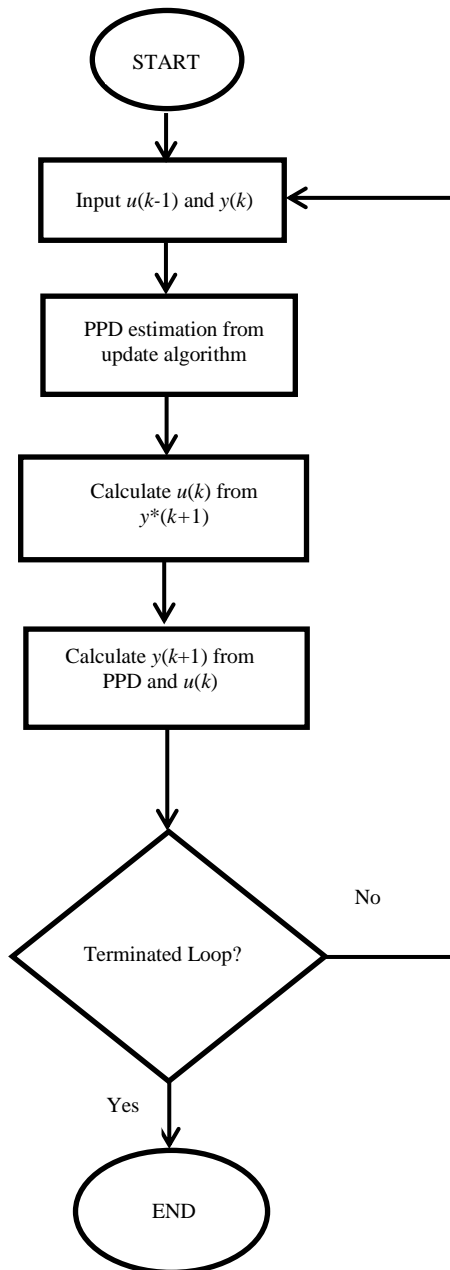 START
Input u(k-1) and y(k)
PPD estimation from
update algorithm
Calculate u(k) from
y*(k+1)
Calculate y(k+1) from
PPD and u(k)
No
Terminated Loop?
Yes
END